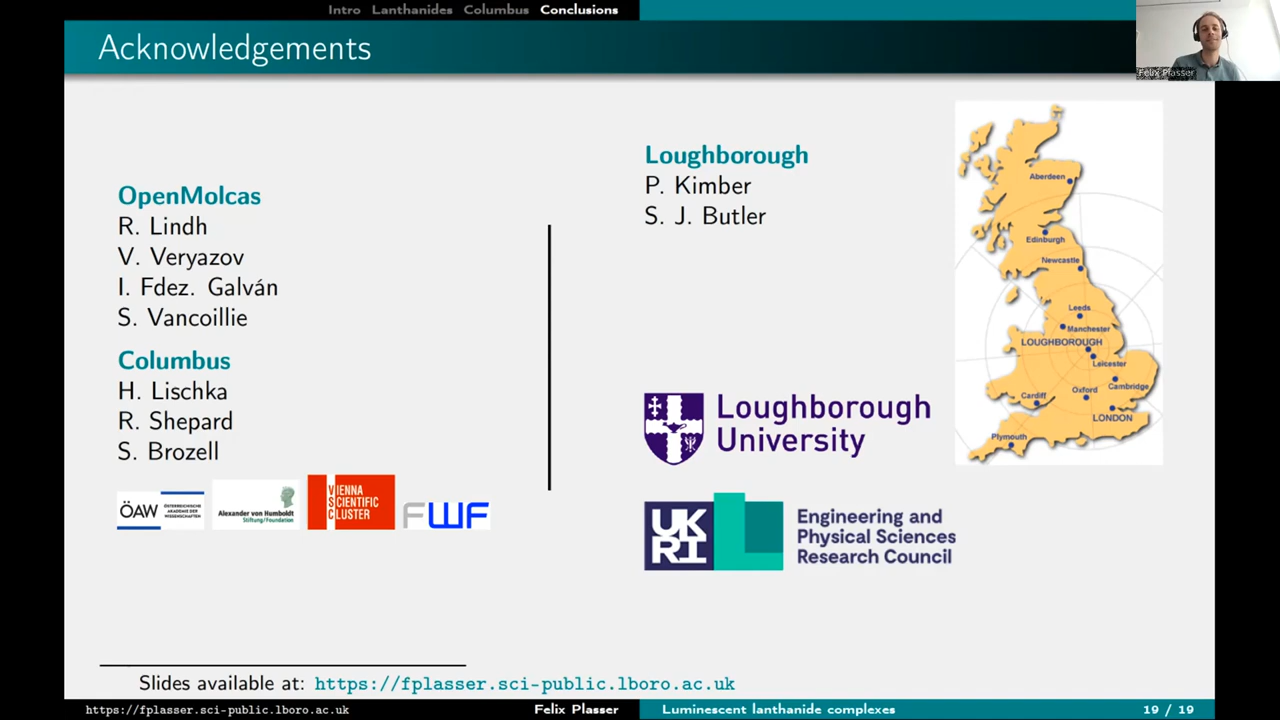 Intro Lanthanides Columbus Conclusions
Acknowledgements
Felix Plasser
OpenMolcas
R. Lindh
V. Veryazov
I. Fdez. Galván
S. Vancoillie
Columbus
H. Lischka
R. Shepard
S. Brozell
ÖAW ÖSTERREICHISCHE AKADEMIE DER WISSENSCHAFTEN
Alexander von Humboldt
Stiftung/Foundation
VIENNA
SCIENTIFIC
CLUSTER
FWF
Loughborough
P. Kimber
S. J. Butler
Loughborough
University
UK
RI
Engineering and
Physical Sciences
Research Council
Aberdeen
Edinburgh
Newcastle
Leeds
Manchester
LOUGHBOROUGH
Leicester
Cambridge
Oxford
Cardiff
LONDON
Plymouth
Slides available at: https://fplasser.sci-public.lboro.ac.uk
https://fplasser.sci-public.lboro.ac.uk Felix Plasser Luminescent lanthanide complexes 19 / 19